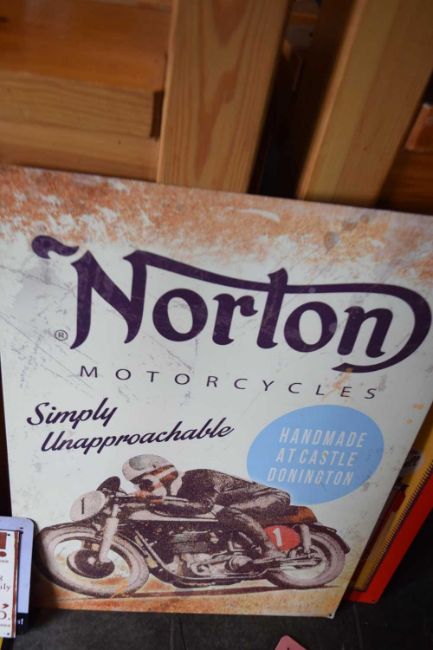 Norton
®
MOTORCYCLES
Simply
Unapproachable
HANDMADE
AT CASTLE
DONINGTON
1
1